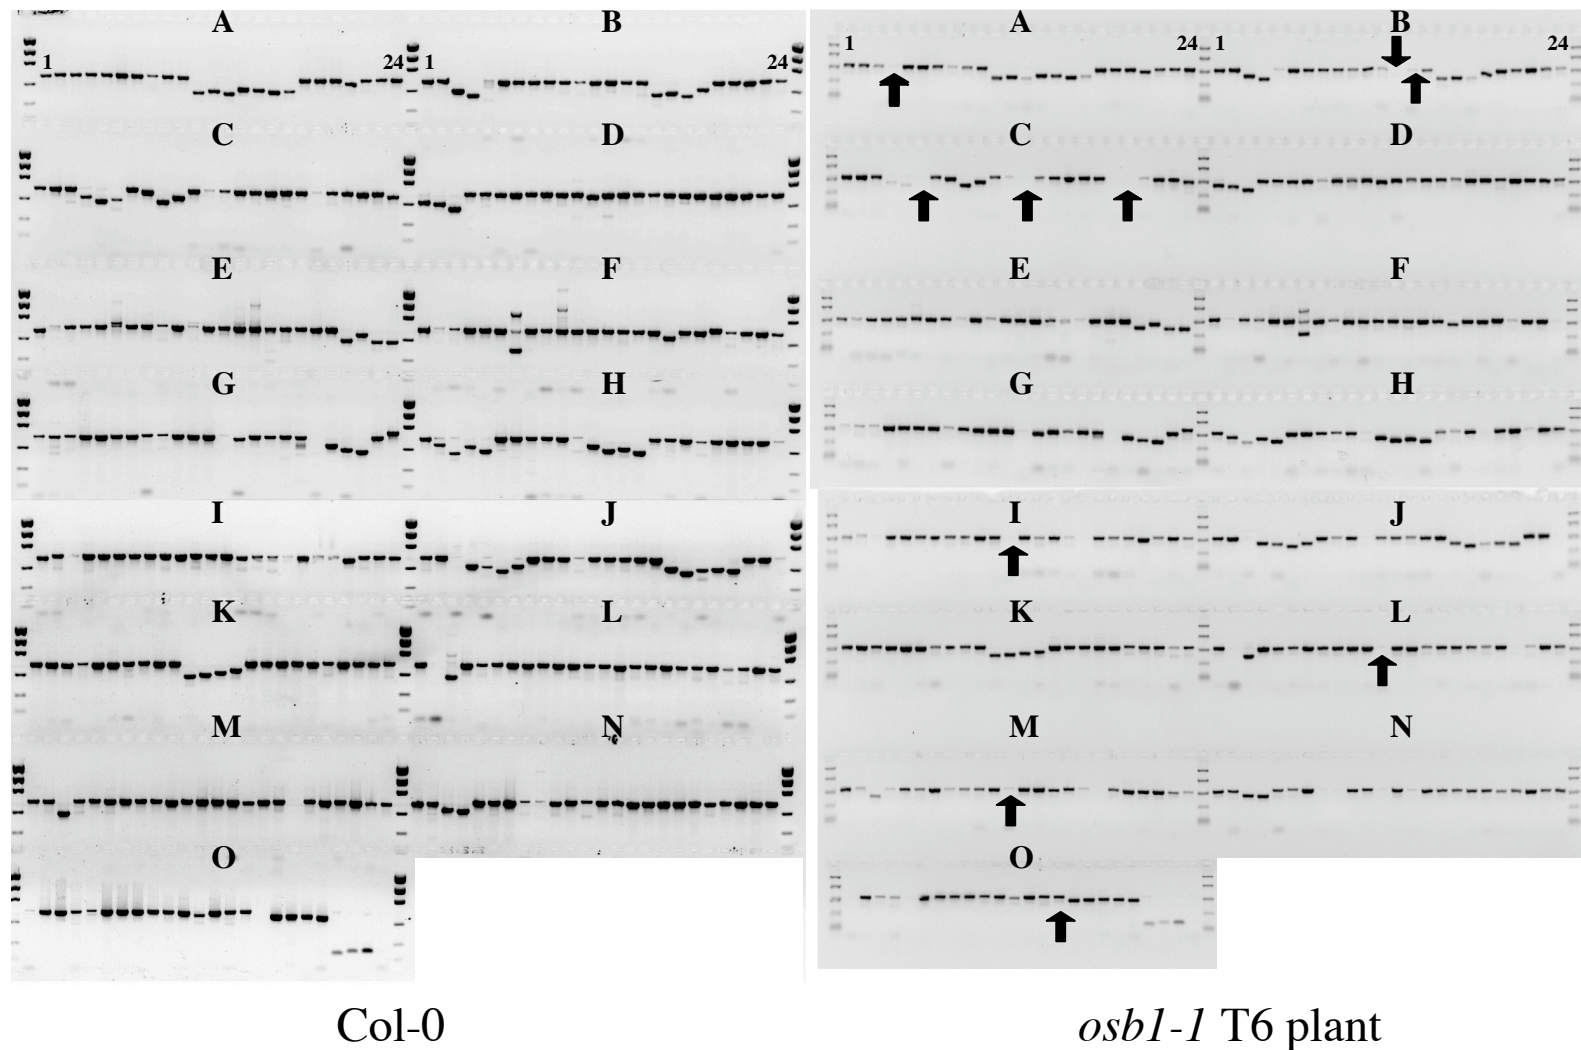 A B A B
1 24 1 24 1 24 1 24
C D C D
E F E F
G H G H
I J I J
K L K L
M N M N
O O
Col-0 osb1-1 T6 plant